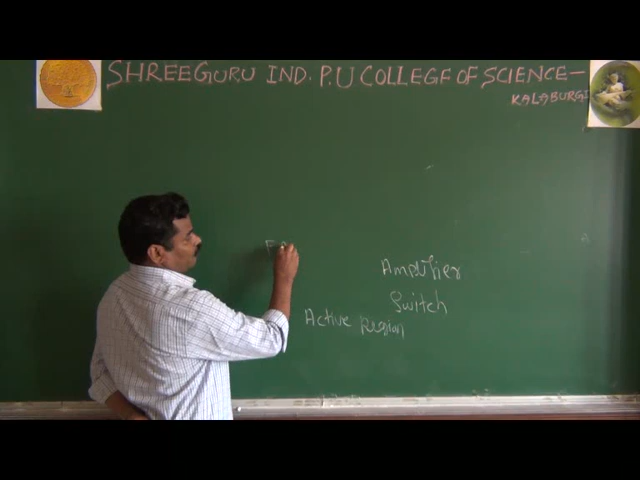 SHREEGURU IND. P.U COLLEGE OF SCIENCE-
KALABURGI
Amplifier
Switch
Active Region